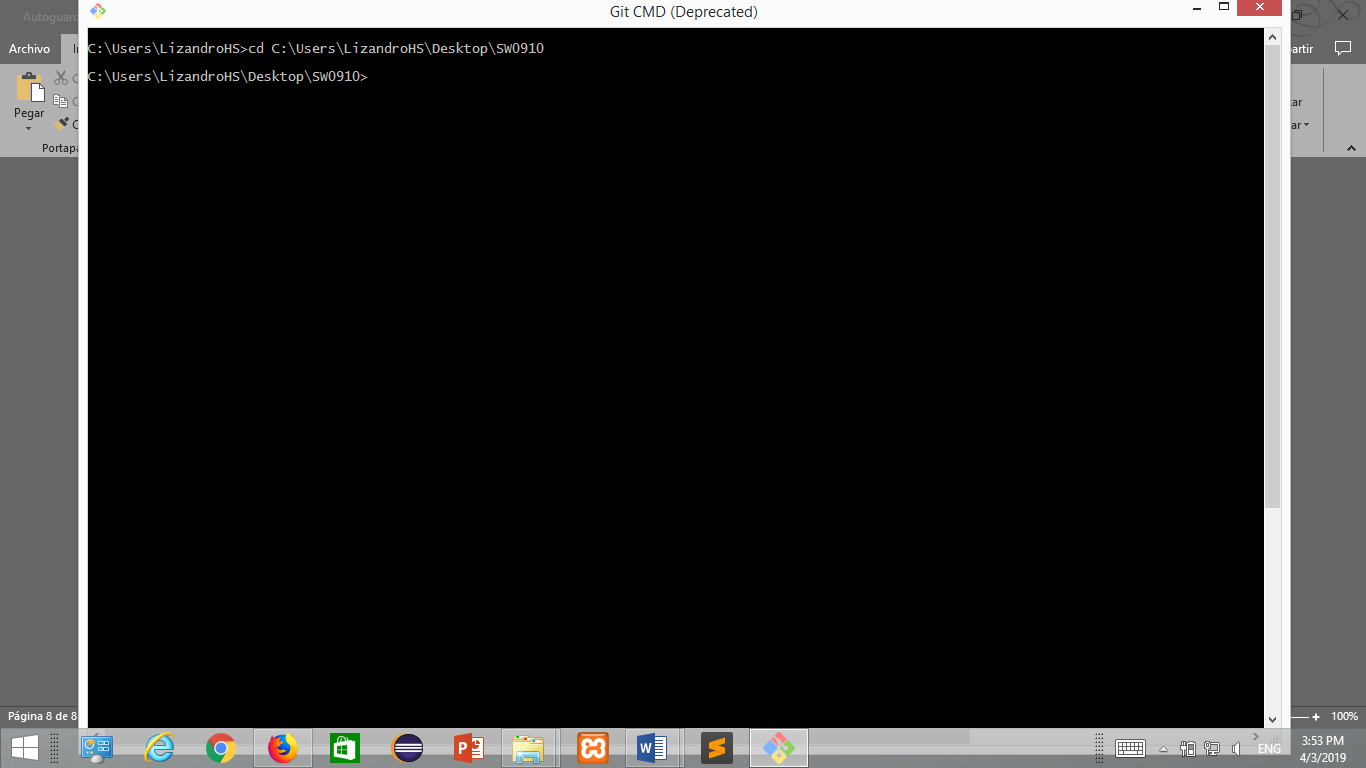 Autoguard
Git CMD (Deprecated)
Archivo
artir
C:\Users\LizandroHS>cd C:\Users\LizandroHS\Desktop\SW0910
C:\Users\LizandroHS\Desktop\SW0910>
Pegar
tar
ar
Portapa
Página 8 de 8
100%
ENG
3:53 PM
4/3/2019